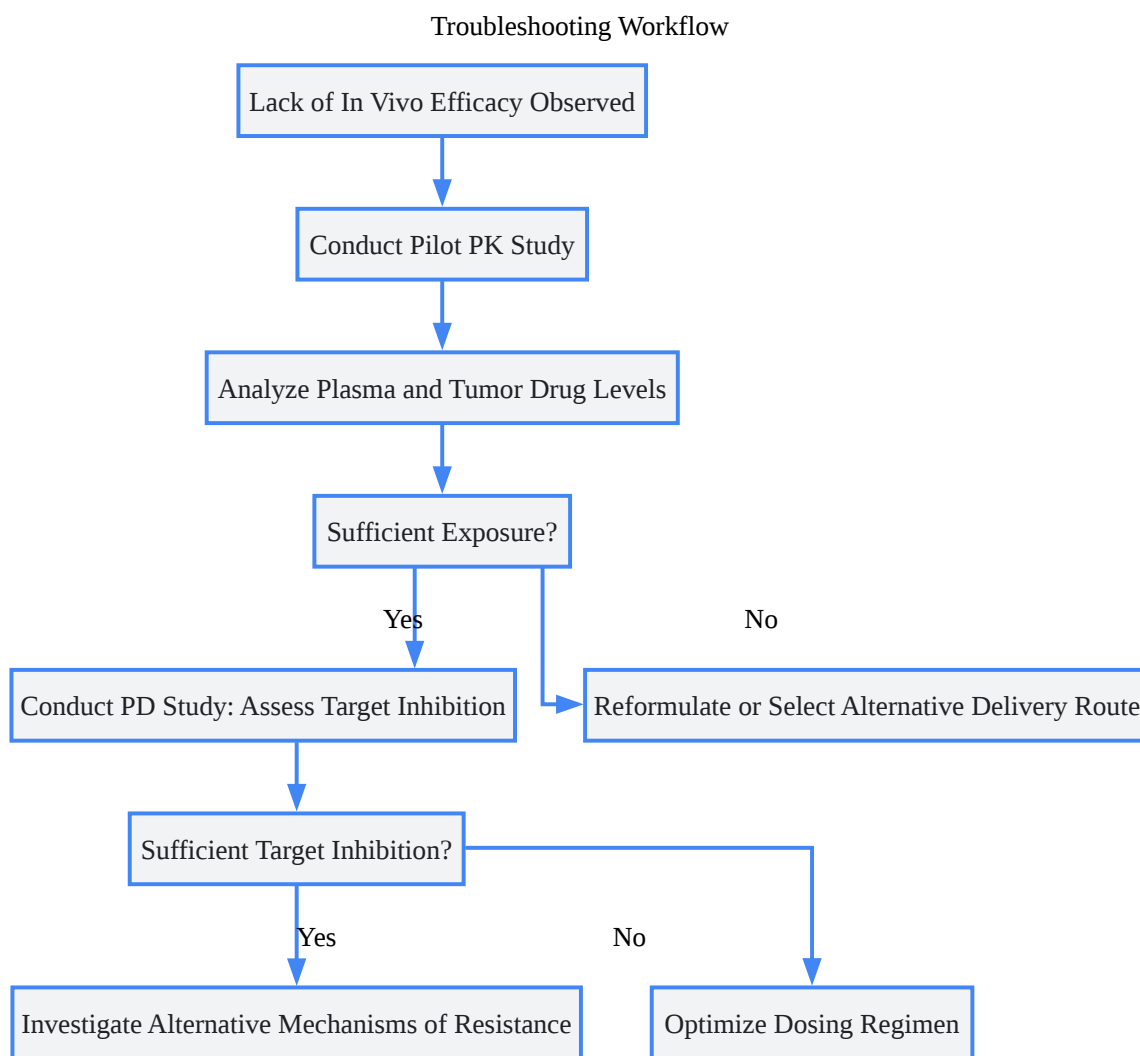 Troubleshooting Workflow
Lack of In Vivo Efficacy Observed
Conduct Pilot PK Study
Analyze Plasma and Tumor Drug Levels
Sufficient Exposure?
Yes
No
Conduct PD Study: Assess Target Inhibition
Reformulate or Select Alternative Delivery Route
Sufficient Target Inhibition?
Yes
No
Investigate Alternative Mechanisms of Resistance
Optimize Dosing Regimen